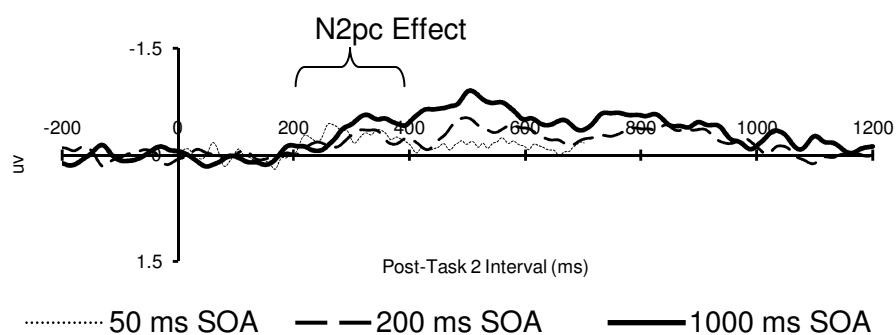 N2pc Effect
-1.5
-200 0 200 400 600 800 1000 1200
0
uv
1.5
Post-Task 2 Interval (ms)
50 ms SOA 200 ms SOA 1000 ms SOA